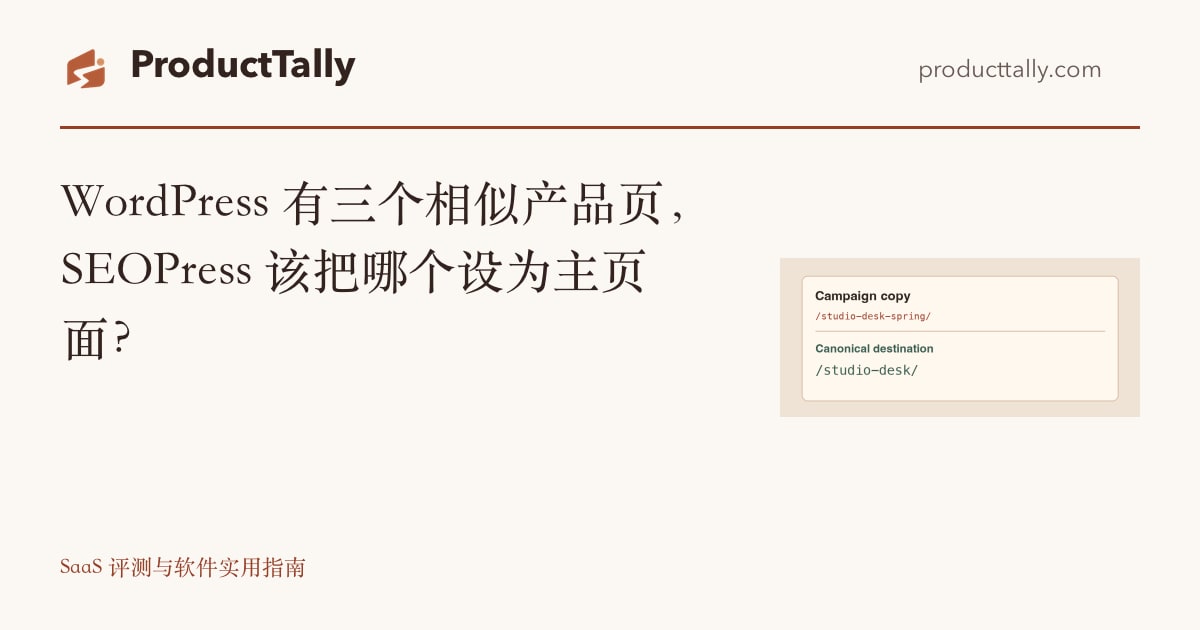 ProductTally
producttally.com
WordPress 有三个相似产品页，
SEOPress 该把哪个设为主页
面？
Campaign copy
/studio-desk-spring/
Canonical destination
/studio-desk/
SaaS 评测与软件实用指南